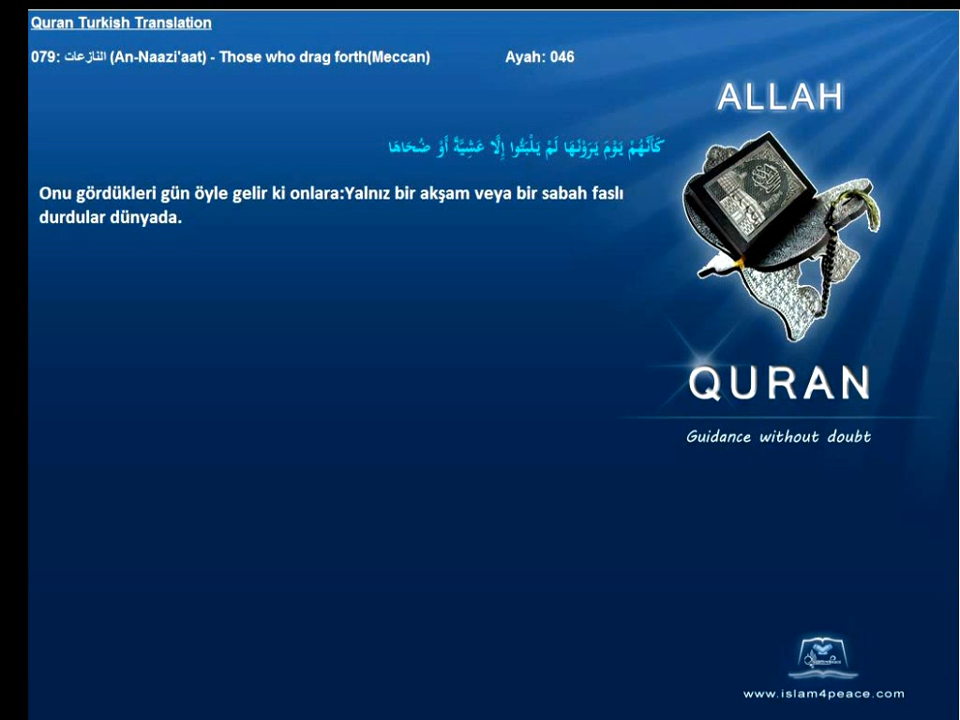 Quran Turkish Translation
079: النازعات (An-Naazi'aat) - Those who drag forth(Meccan) Ayah: 046
ALLAH
كَأَنَّهُمْ يَوْمَ يَرَوْنَهَا لَمْ يَلْبَثُوا إِلَّا عَشِيَّةً أَوْ ضُحَاهَا
Onu gördükleri gün öyle gelir ki onlara:Yalnız bir akşam veya bir sabah faslı
durdular dünyada.
QURAN
Guidance without doubt
www.islam4peace.com